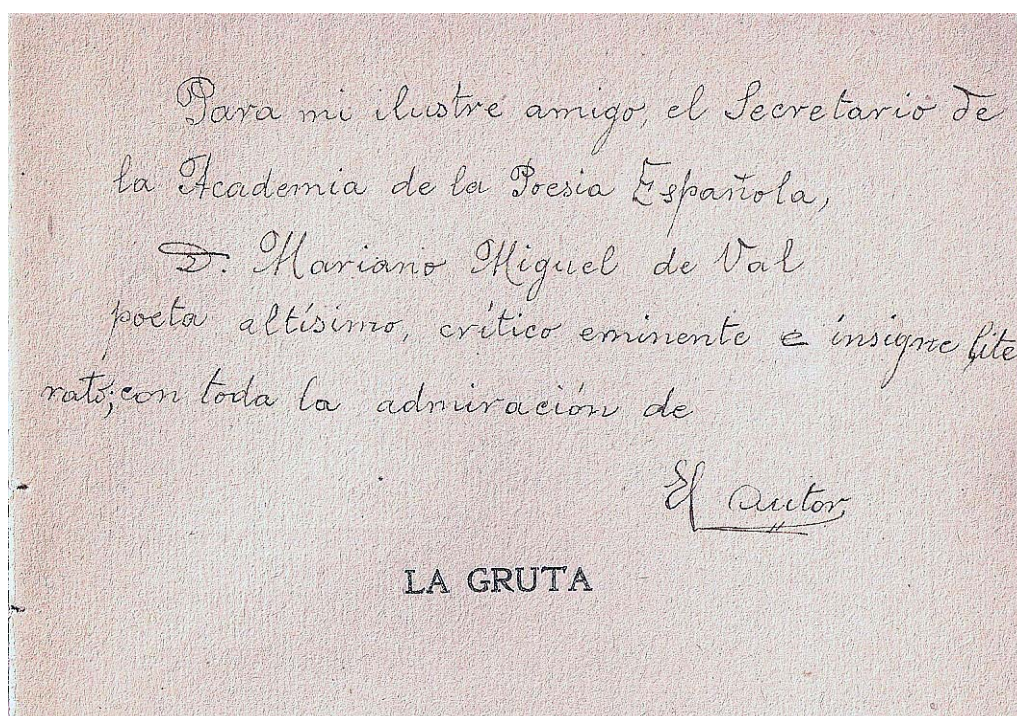 Para mi ilustre amigo, el Secretario de
la Academia de la Poesia Española,
D. Mariano Miguel de Val
poeta altísimo, crítico eminente e insigne lite
rato; con toda la admiración de
El autor
LA GRUTA